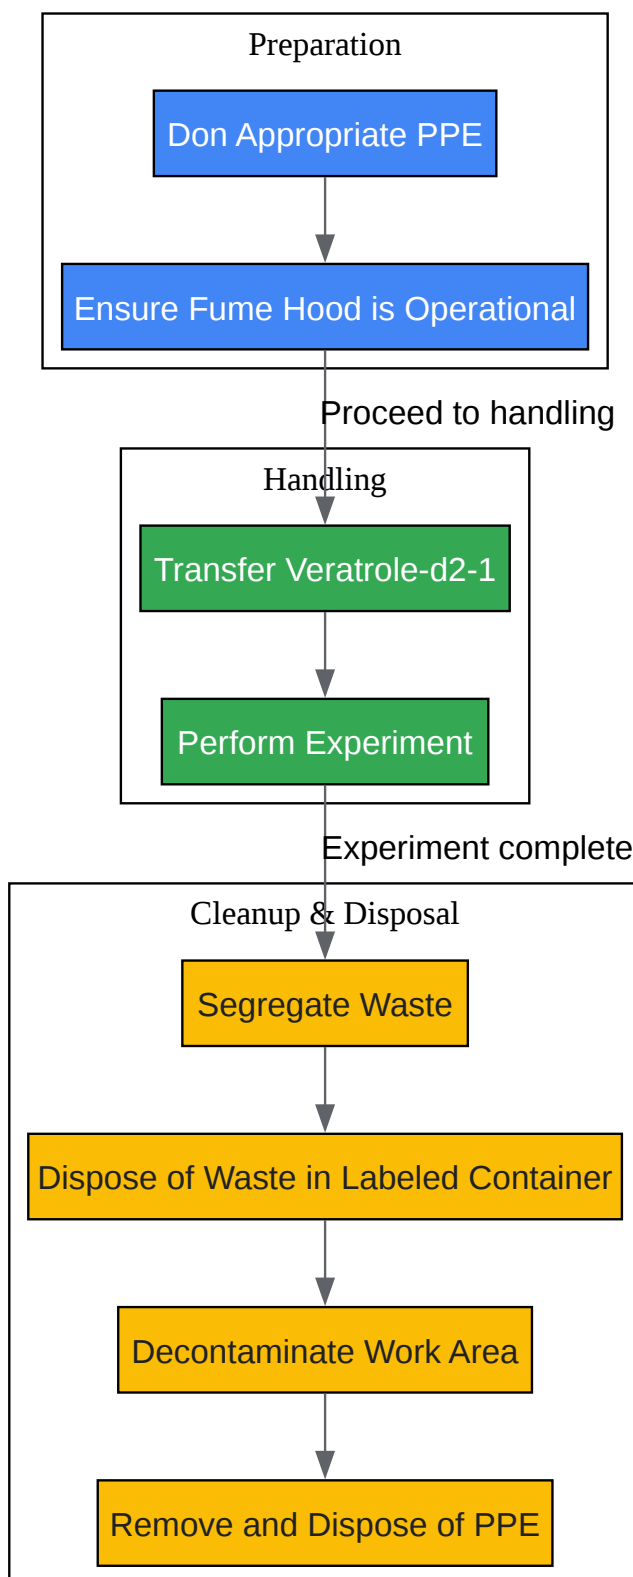 Preparation
Don Appropriate PPE
Ensure Fume Hood is Operational
Proceed to handling
Handling
Transfer Veratrole-d2-1
Perform Experiment
Experiment complete
Cleanup & Disposal
Segregate Waste
Dispose of Waste in Labeled Container
Decontaminate Work Area
Remove and Dispose of PPE